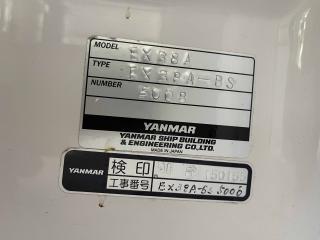 MODEL EX38A
TYPE EX38A-BS
NUMBER 5006
YANMAR
YANMAR SHIP BUILDING
& ENGINEERING CO.,LTD.
MADE IN JAPAN
YANMAR 検印
工事番号 EX38A-BS 5006